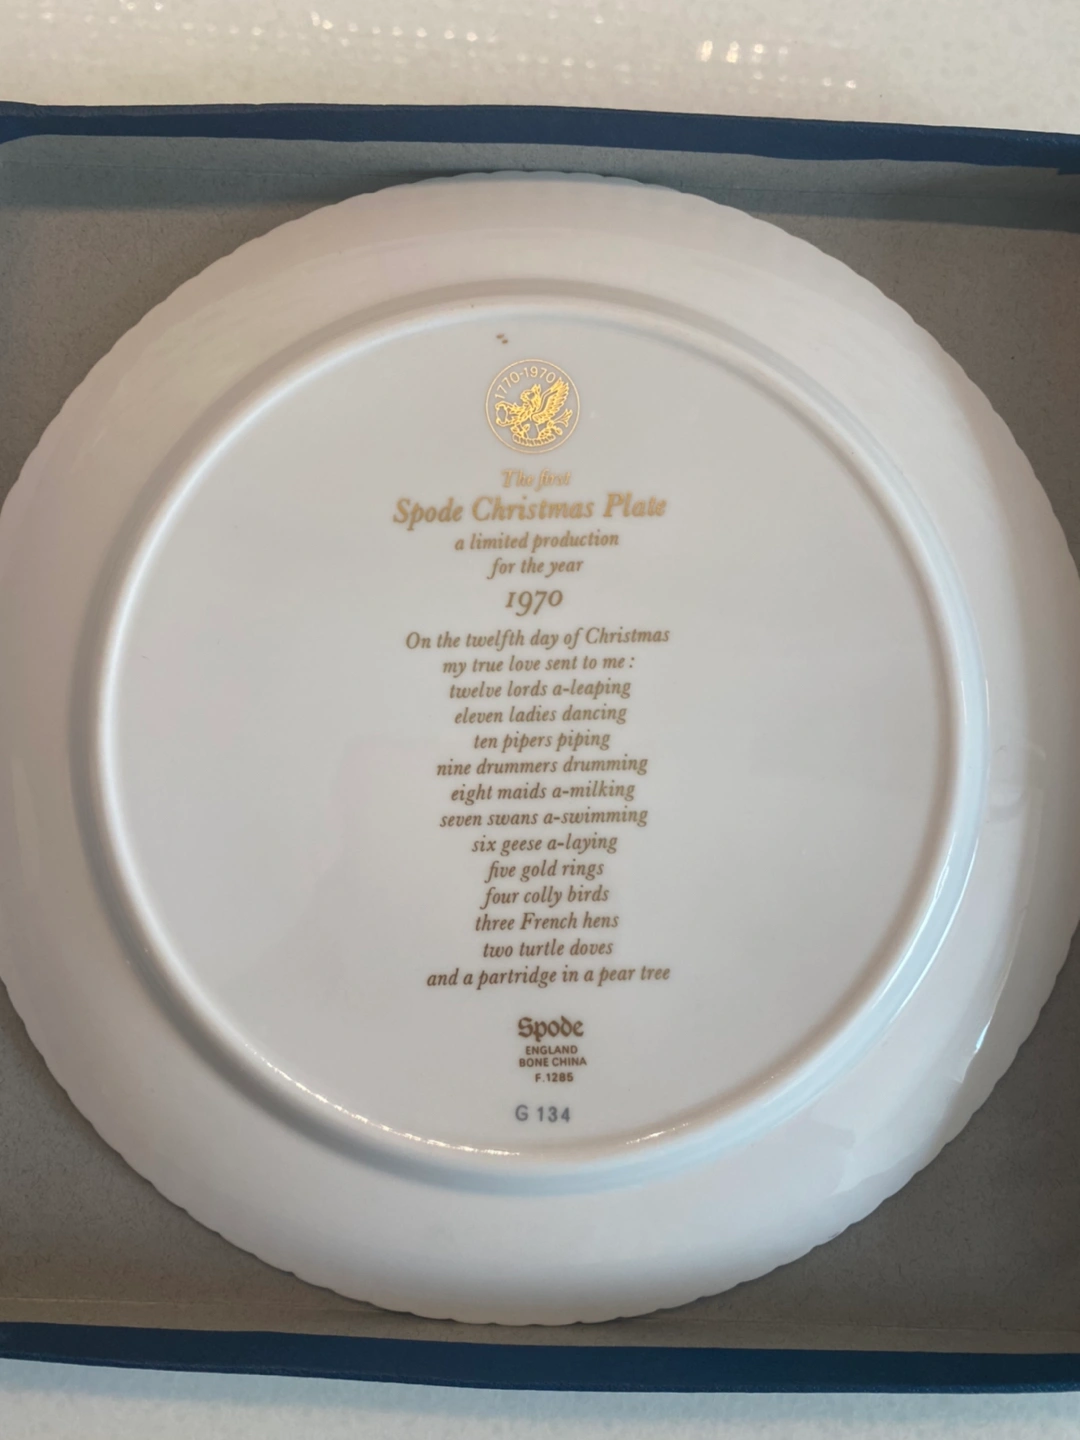 1770-1970
The first
Spode Christmas Plate
a limited production
for the year
1970
On the twelfth day of Christmas
my true love sent to me :
twelve lords a-leaping
eleven ladies dancing
ten pipers piping
nine drummers drumming
eight maids a-milking
seven swans a-swimming
six geese a-laying
five gold rings
four colly birds
three French hens
two turtle doves
and a partridge in a pear tree
Spode
ENGLAND
BONE CHINA
F.1285
G 134